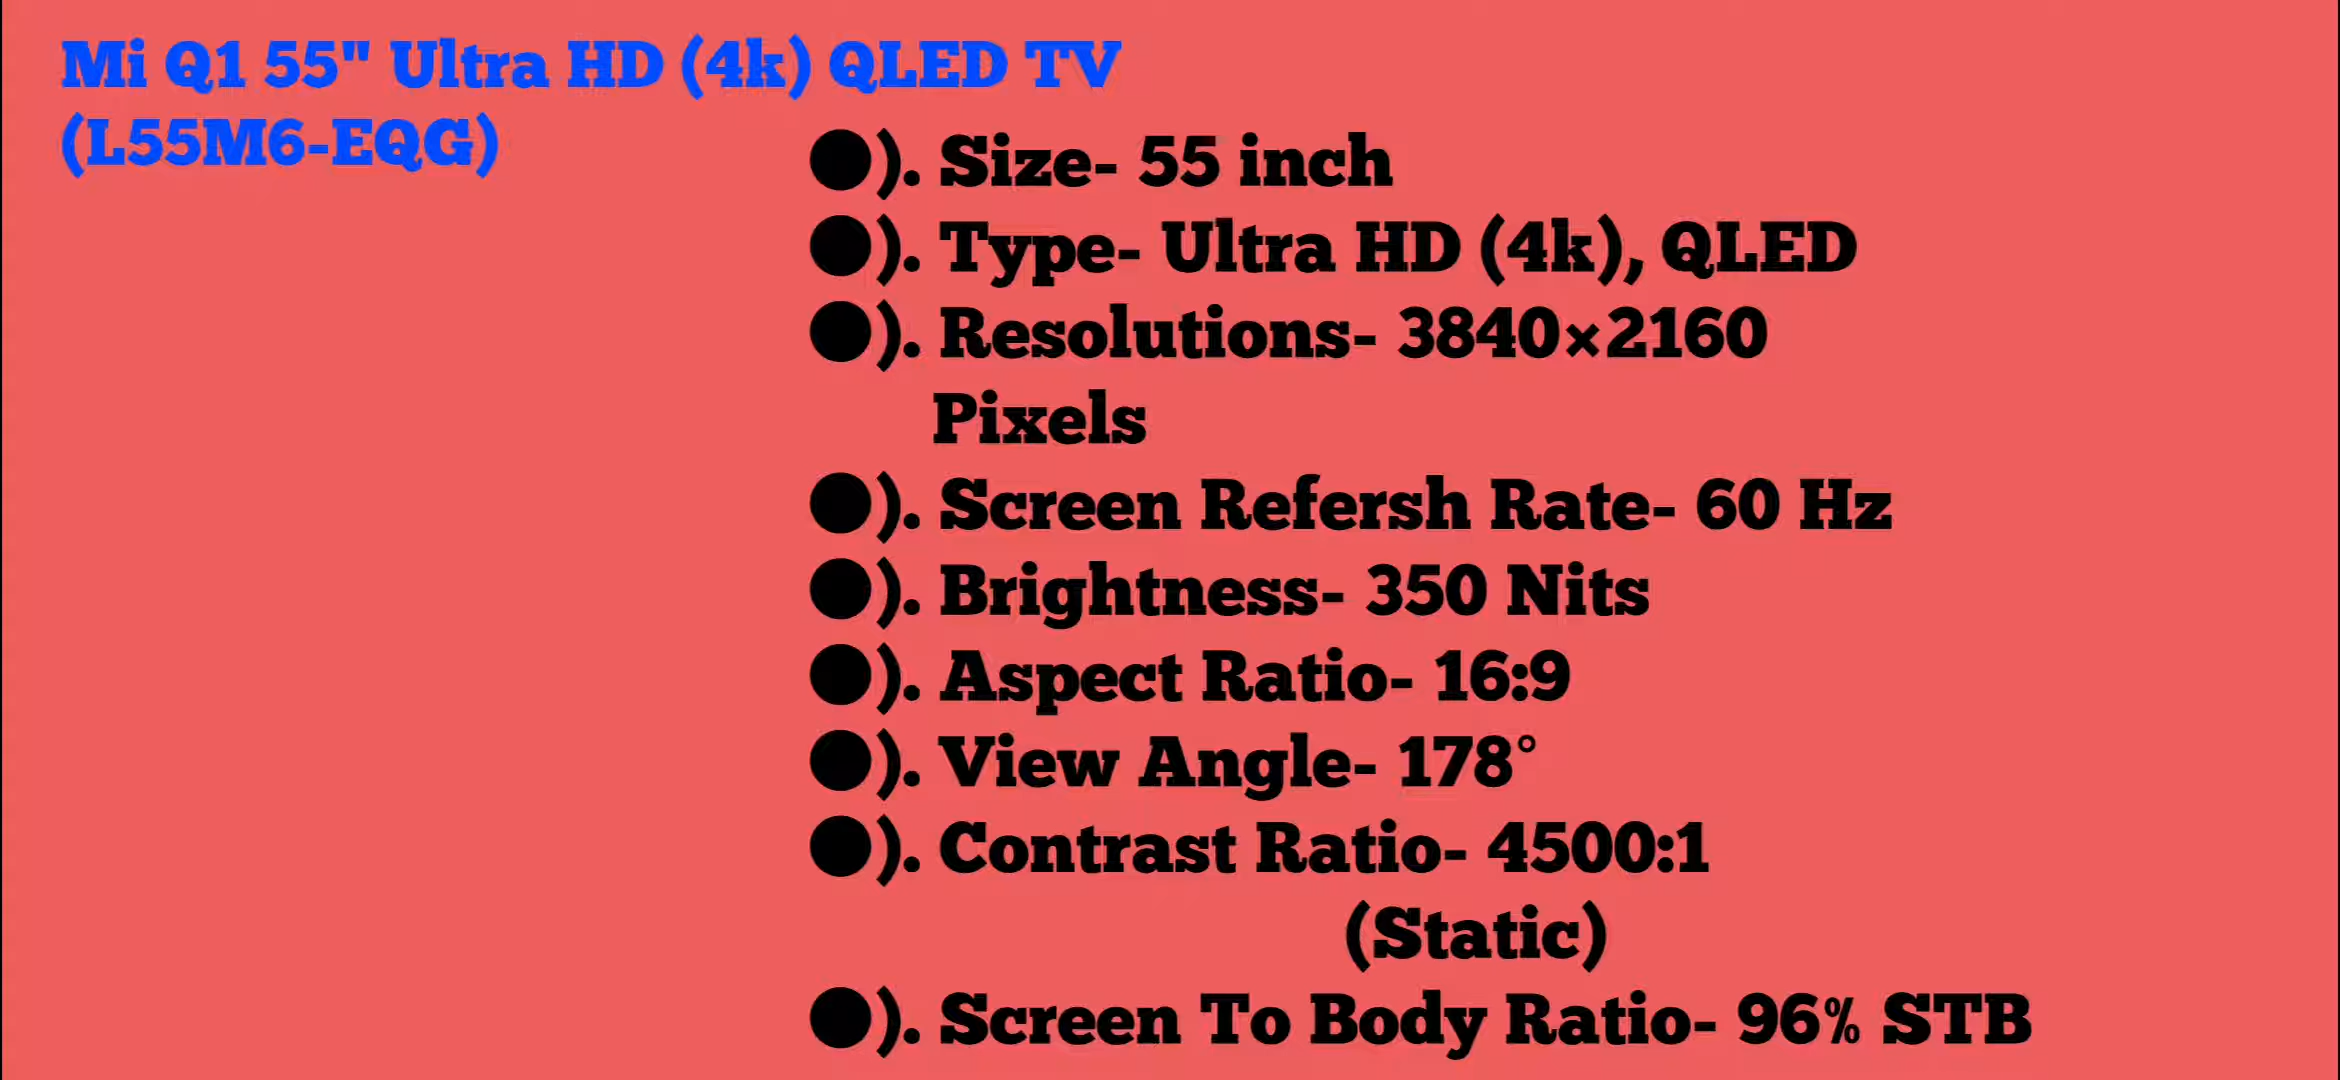 Mi Q1 55" Ultra HD (4k) QLED TV
(L55M6-EQG)
●). Size- 55 inch
●). Type- Ultra HD (4k), QLED
●). Resolutions- 3840×2160
Pixels
●). Screen Refersh Rate- 60 Hz
●). Brightness- 350 Nits
●). Aspect Ratio- 16:9
●). View Angle- 178°
●). Contrast Ratio- 4500:1
(Static)
●). Screen To Body Ratio- 96% STB